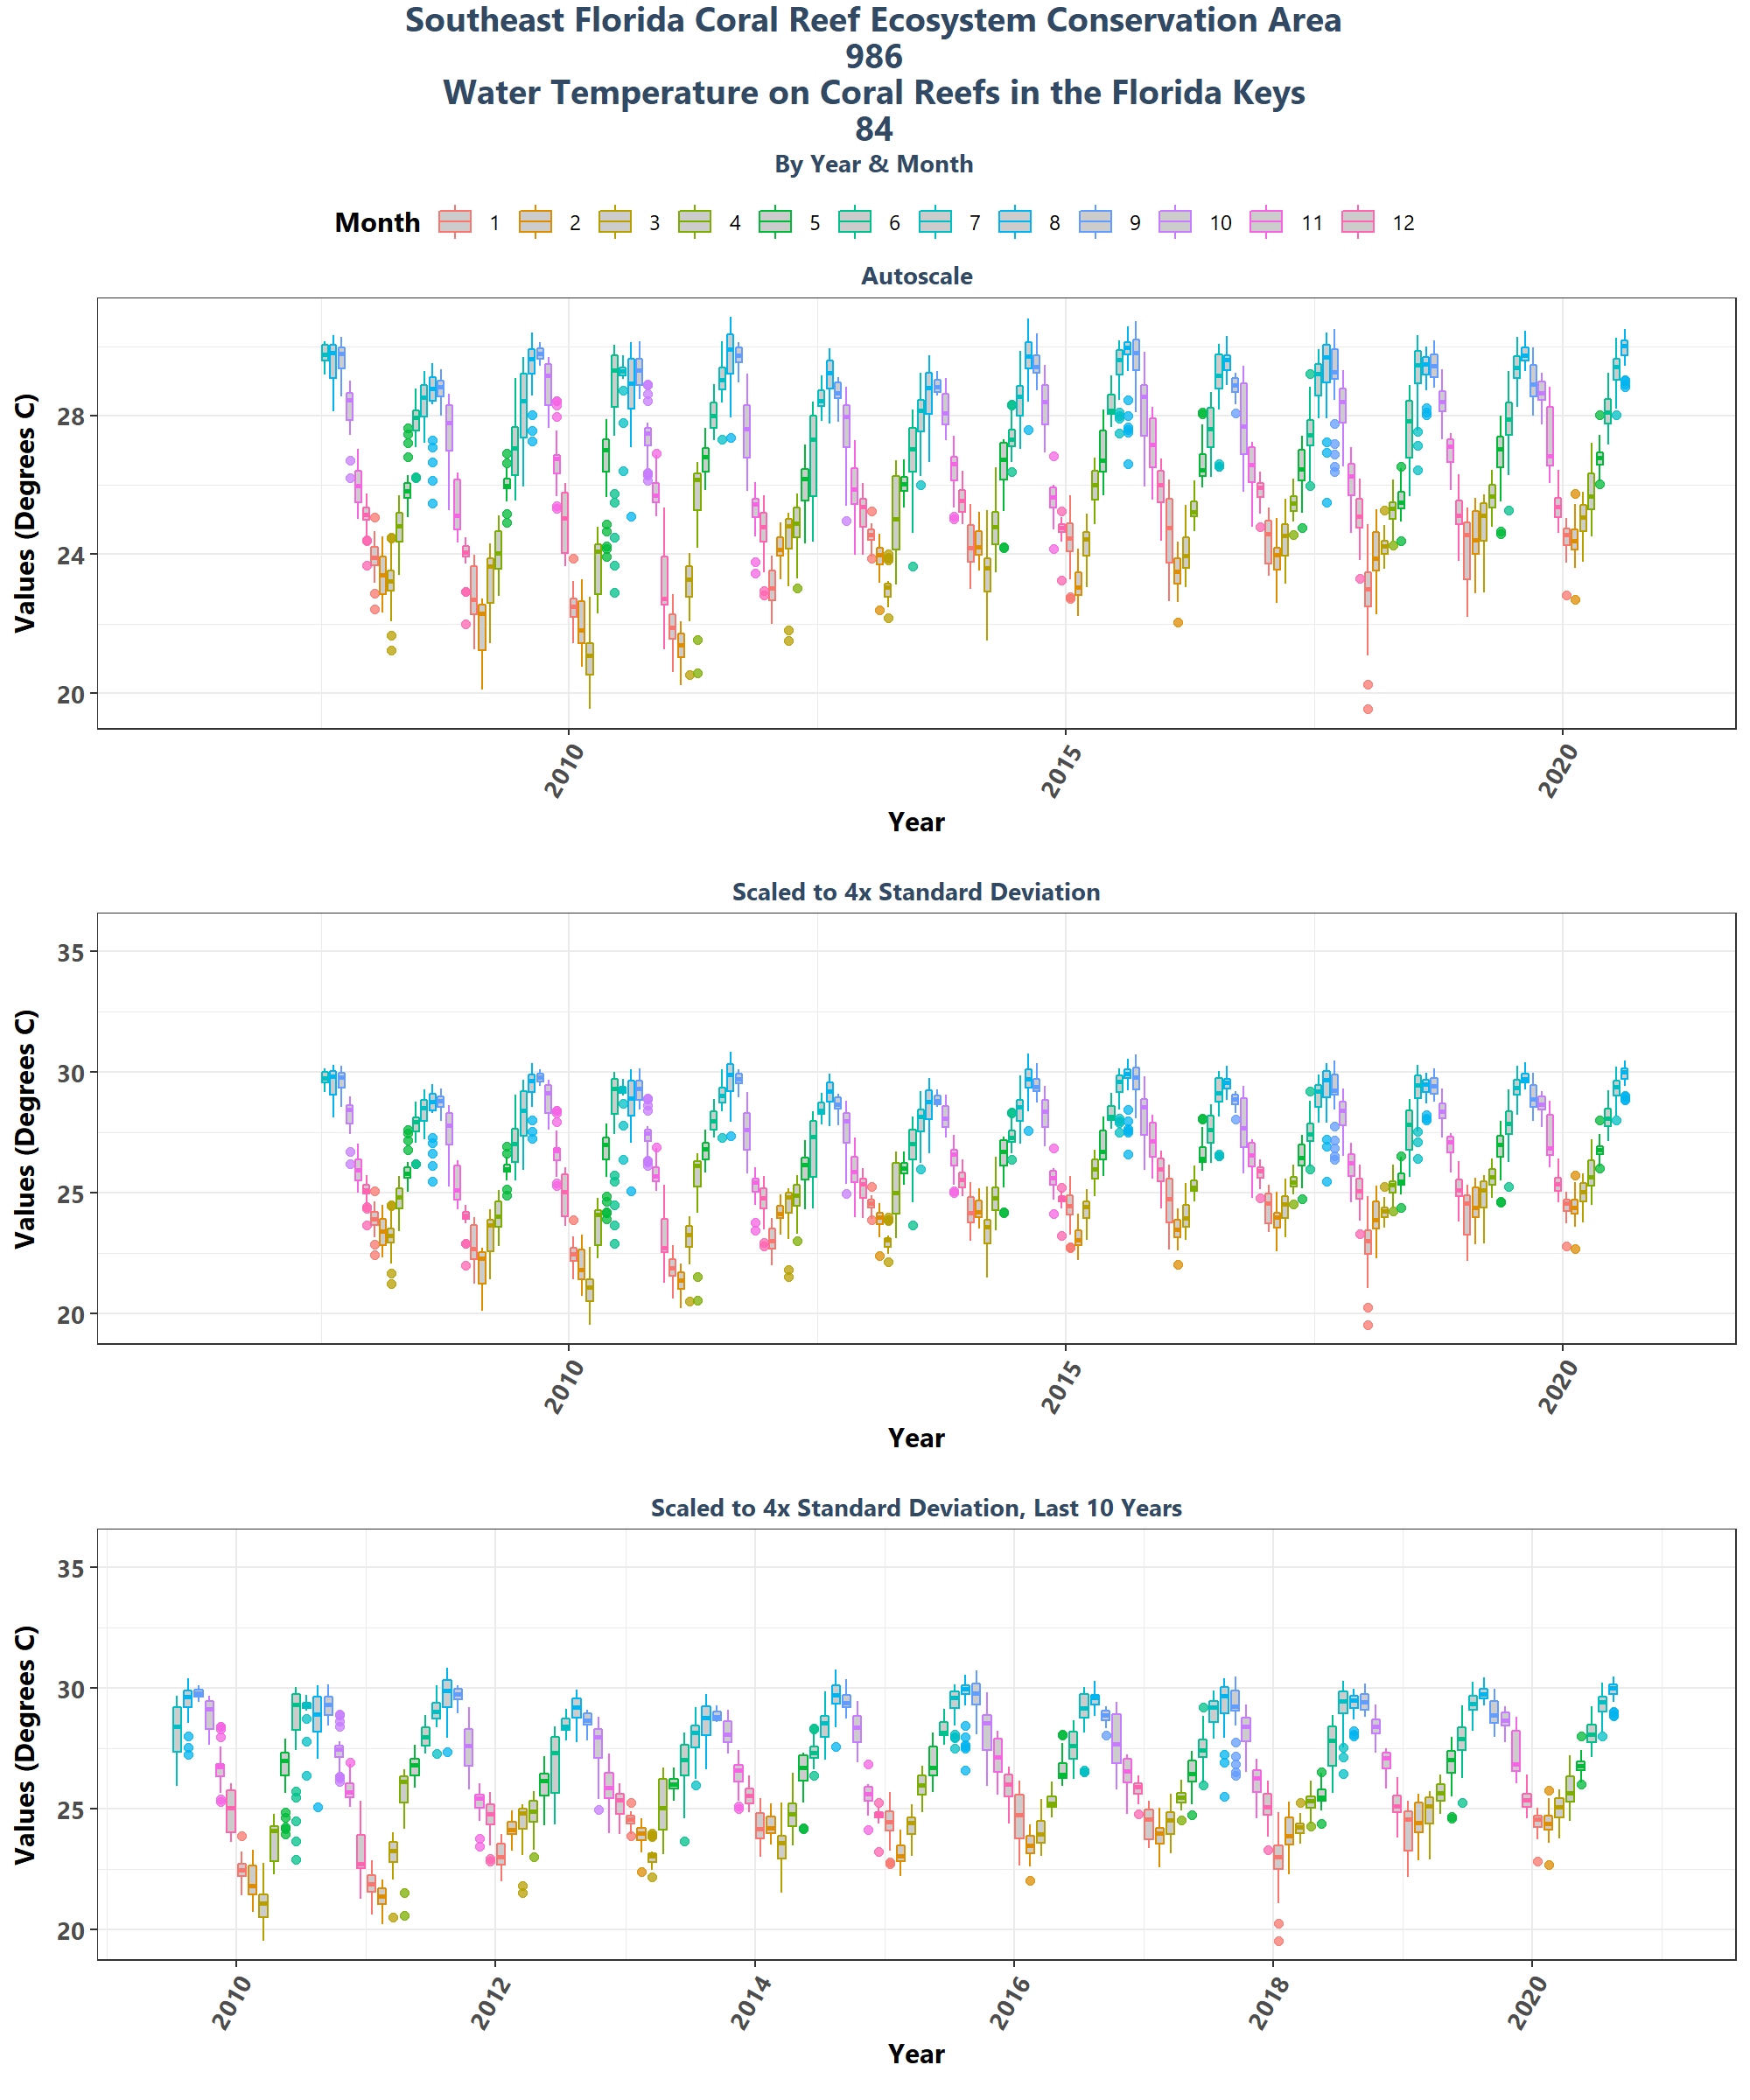 Southeast Florida Coral Reef Ecosystem Conservation Area
986
Water Temperature on Coral Reefs in the Florida Keys
84
By Year & Month
Month 1 2 3 4 5 6 7 8 9 10 11 12
Autoscale
Values (Degrees C)
28
24
20
2010 2015 2020
Year
Scaled to 4x Standard Deviation
Values (Degrees C)
35
30
25
20
2010 2015 2020
Year
Scaled to 4x Standard Deviation, Last 10 Years
Values (Degrees C)
35
30
25
20
2010 2012 2014 2016 2018 2020
Year